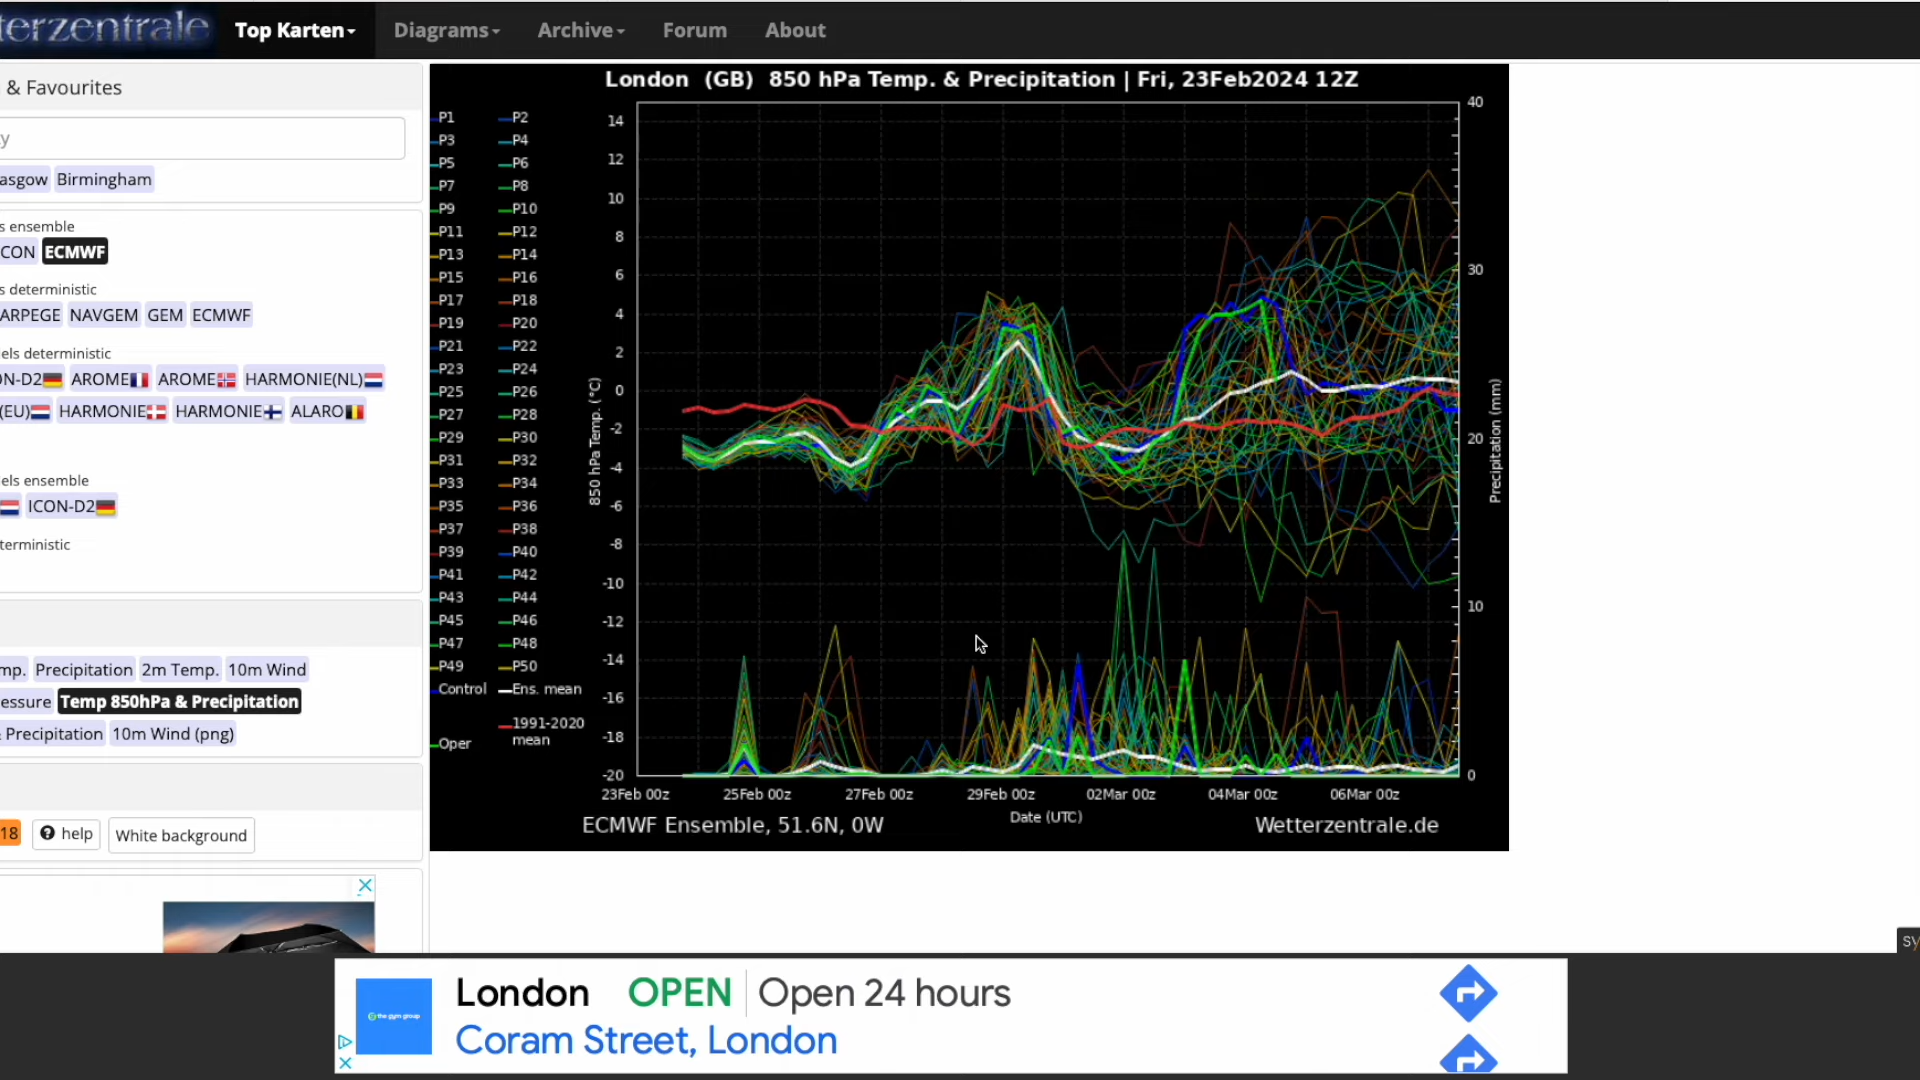 terzentrale Top Karten Diagrams Archive Forum About
& Favourites
y
asgow Birmingham
s ensemble
CON ECMWF
s deterministic
ARPEGE NAVGEM GEM ECMWF
els deterministic
ON-D2 AROME AROME HARMONIE(NL)
(EU) HARMONIE HARMONIE ALARO
els ensemble
ICON-D2
terministic
mp. Precipitation 2m Temp. 10m Wind
essure Temp 850hPa & Precipitation
Precipitation 10m Wind (png)
18 help White background
London (GB) 850 hPa Temp. & Precipitation | Fri, 23Feb2024 12Z
P1 P2
P3 P4
P5 P6
P7 P8
P9 P10
P11 P12
P13 P14
P15 P16
P17 P18
P19 P20
P21 P22
P23 P24
P25 P26
P27 P28
P29 P30
P31 P32
P33 P34
P35 P36
P37 P38
P39 P40
P41 P42
P43 P44
P45 P46
P47 P48
P49 P50
Control Ens. mean
1991-2020
mean
Oper
850 hPa Temp. (°C)
14
12
10
8
6
4
2
0
-2
-4
-6
-8
-10
-12
-14
-16
-18
-20
40
30
20
10
0
Precipitation (mm)
23Feb 00z 25Feb 00z 27Feb 00z 29Feb 00z 02Mar 00z 04Mar 00z 06Mar 00z
Date (UTC)
ECMWF Ensemble, 51.6N, 0W Wetterzentrale.de
sy
the gym group
London OPEN Open 24 hours
Coram Street, London